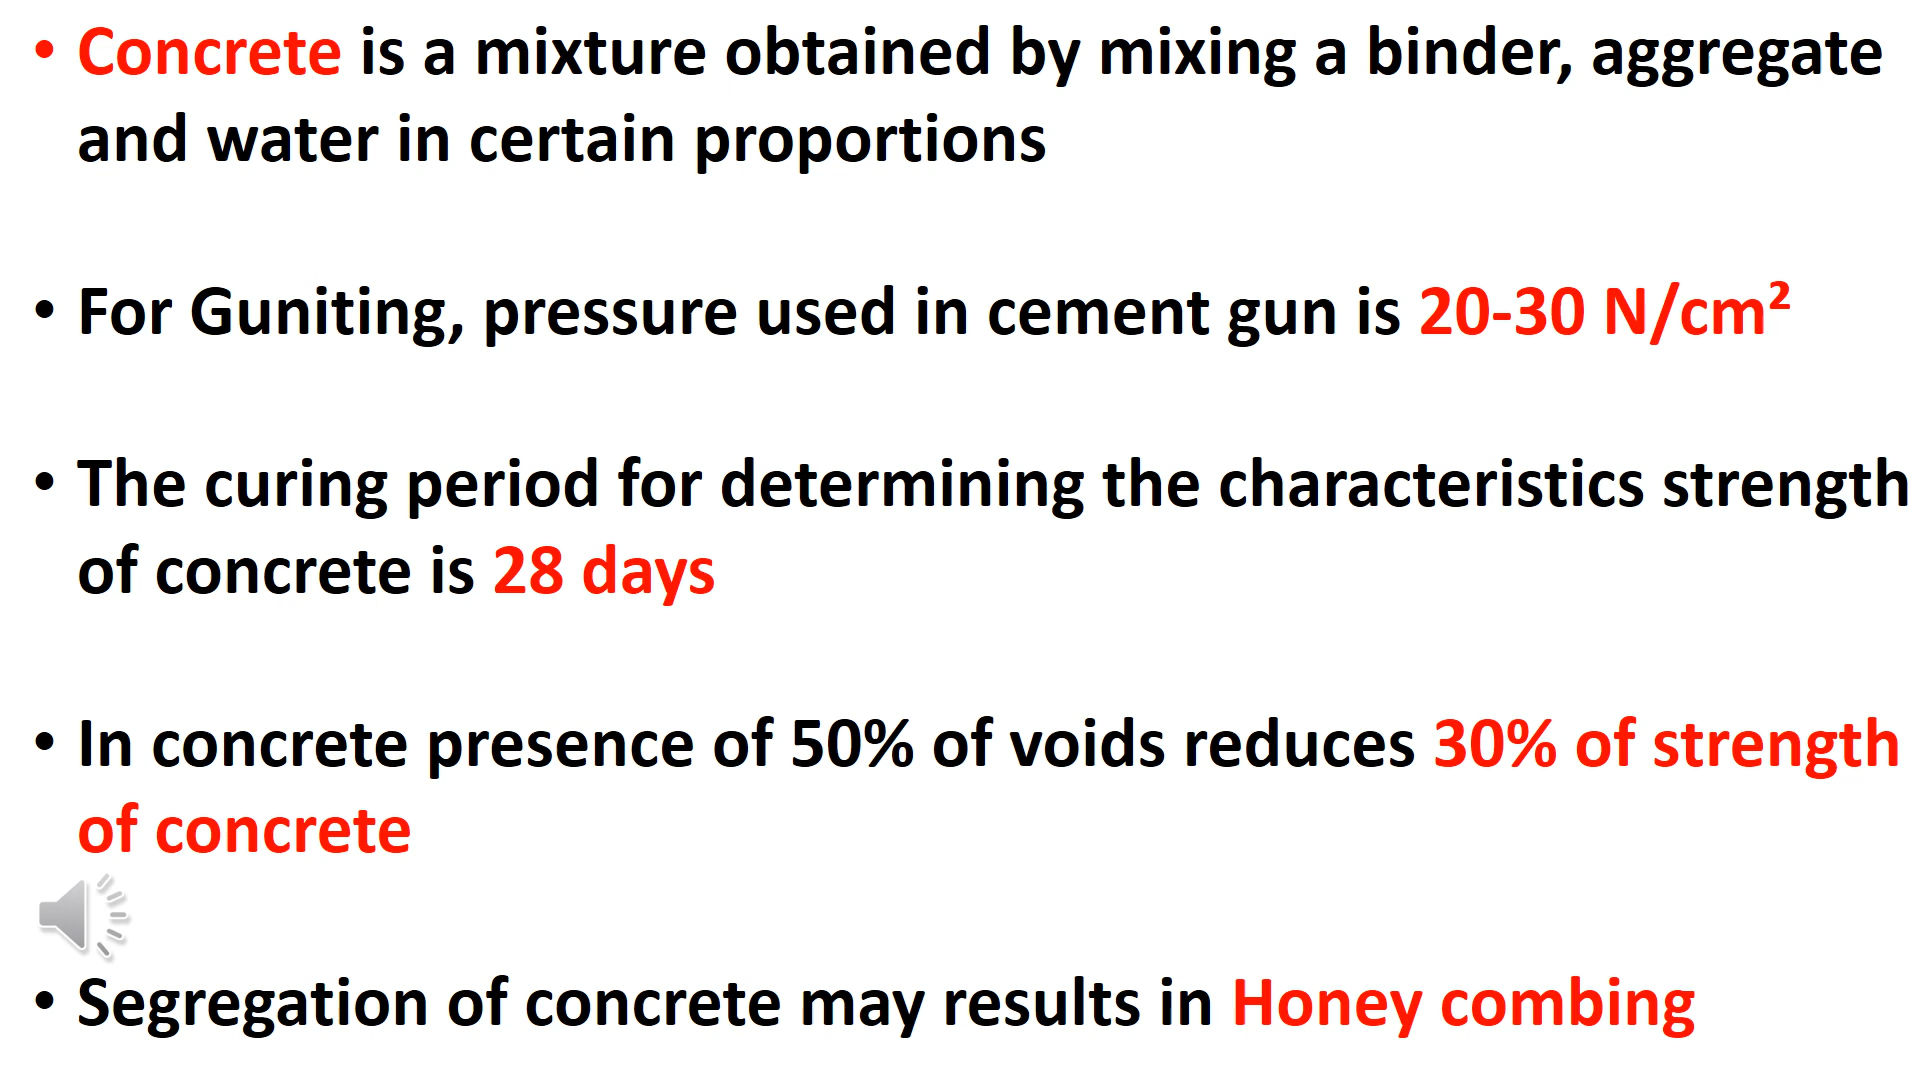 • Concrete is a mixture obtained by mixing a binder, aggregate
and water in certain proportions
• For Guniting, pressure used in cement gun is 20-30 N/cm²
• The curing period for determining the characteristics strength
of concrete is 28 days
• In concrete presence of 50% of voids reduces 30% of strength
of concrete
• Segregation of concrete may results in Honey combing